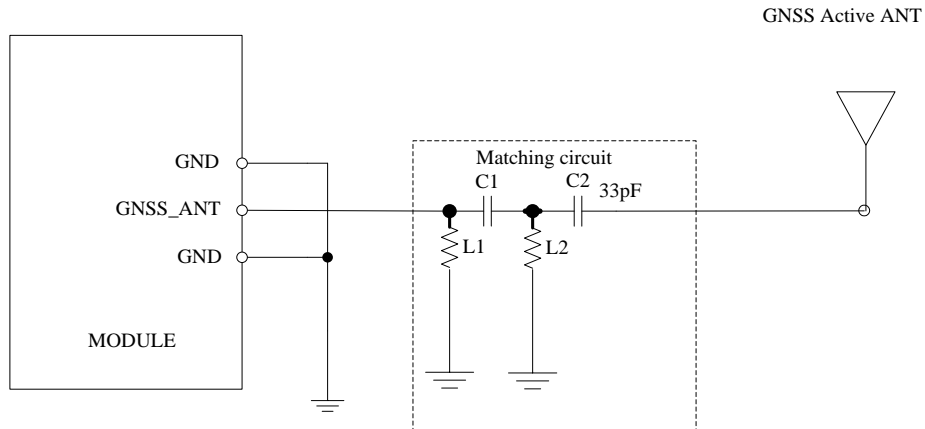 GNSS Active ANT
Matching circuit
C1
C2
33pF
GND
GNSS_ANT
L1
L2
GND
MODULE